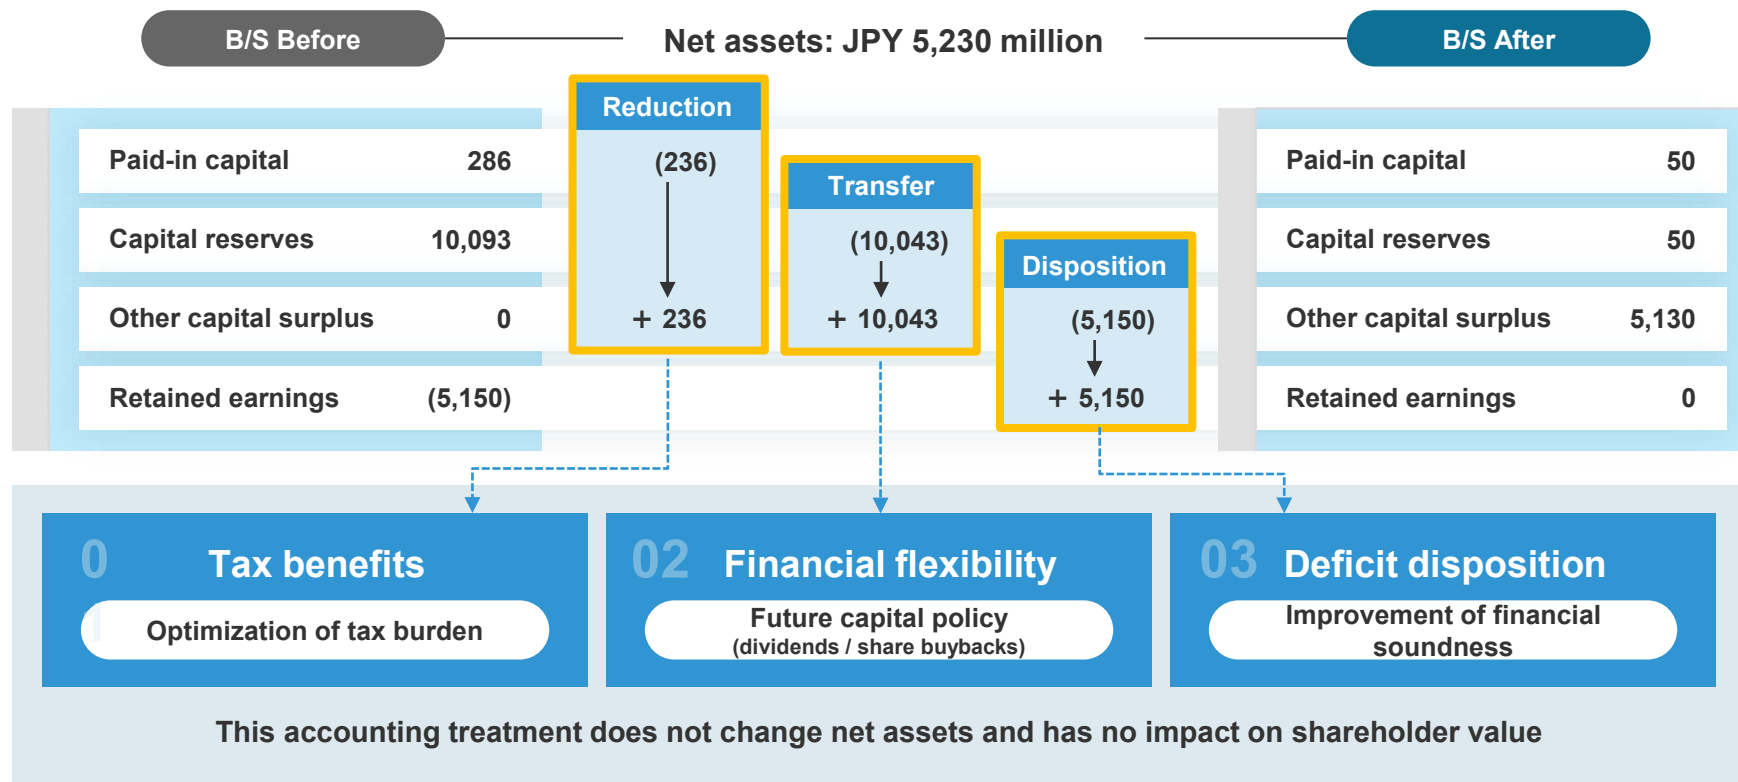 B/S Before
Net assets: JPY 5,230 million
B/S After
Reduction
Paid-in capital 286
(236)
Paid-in capital 50
Transfer
Capital reserves 10,093
(10,043)
Capital reserves 50
Disposition
Other capital surplus 0
+ 236
+ 10,043
(5,150)
Other capital surplus 5,130
Retained earnings (5,150)
+ 5,150
Retained earnings 0
01
Tax benefits
Optimization of tax burden
02
Financial flexibility
Future capital policy
(dividends / share buybacks)
03
Deficit disposition
Improvement of financial
soundness
This accounting treatment does not change net assets and has no impact on shareholder value